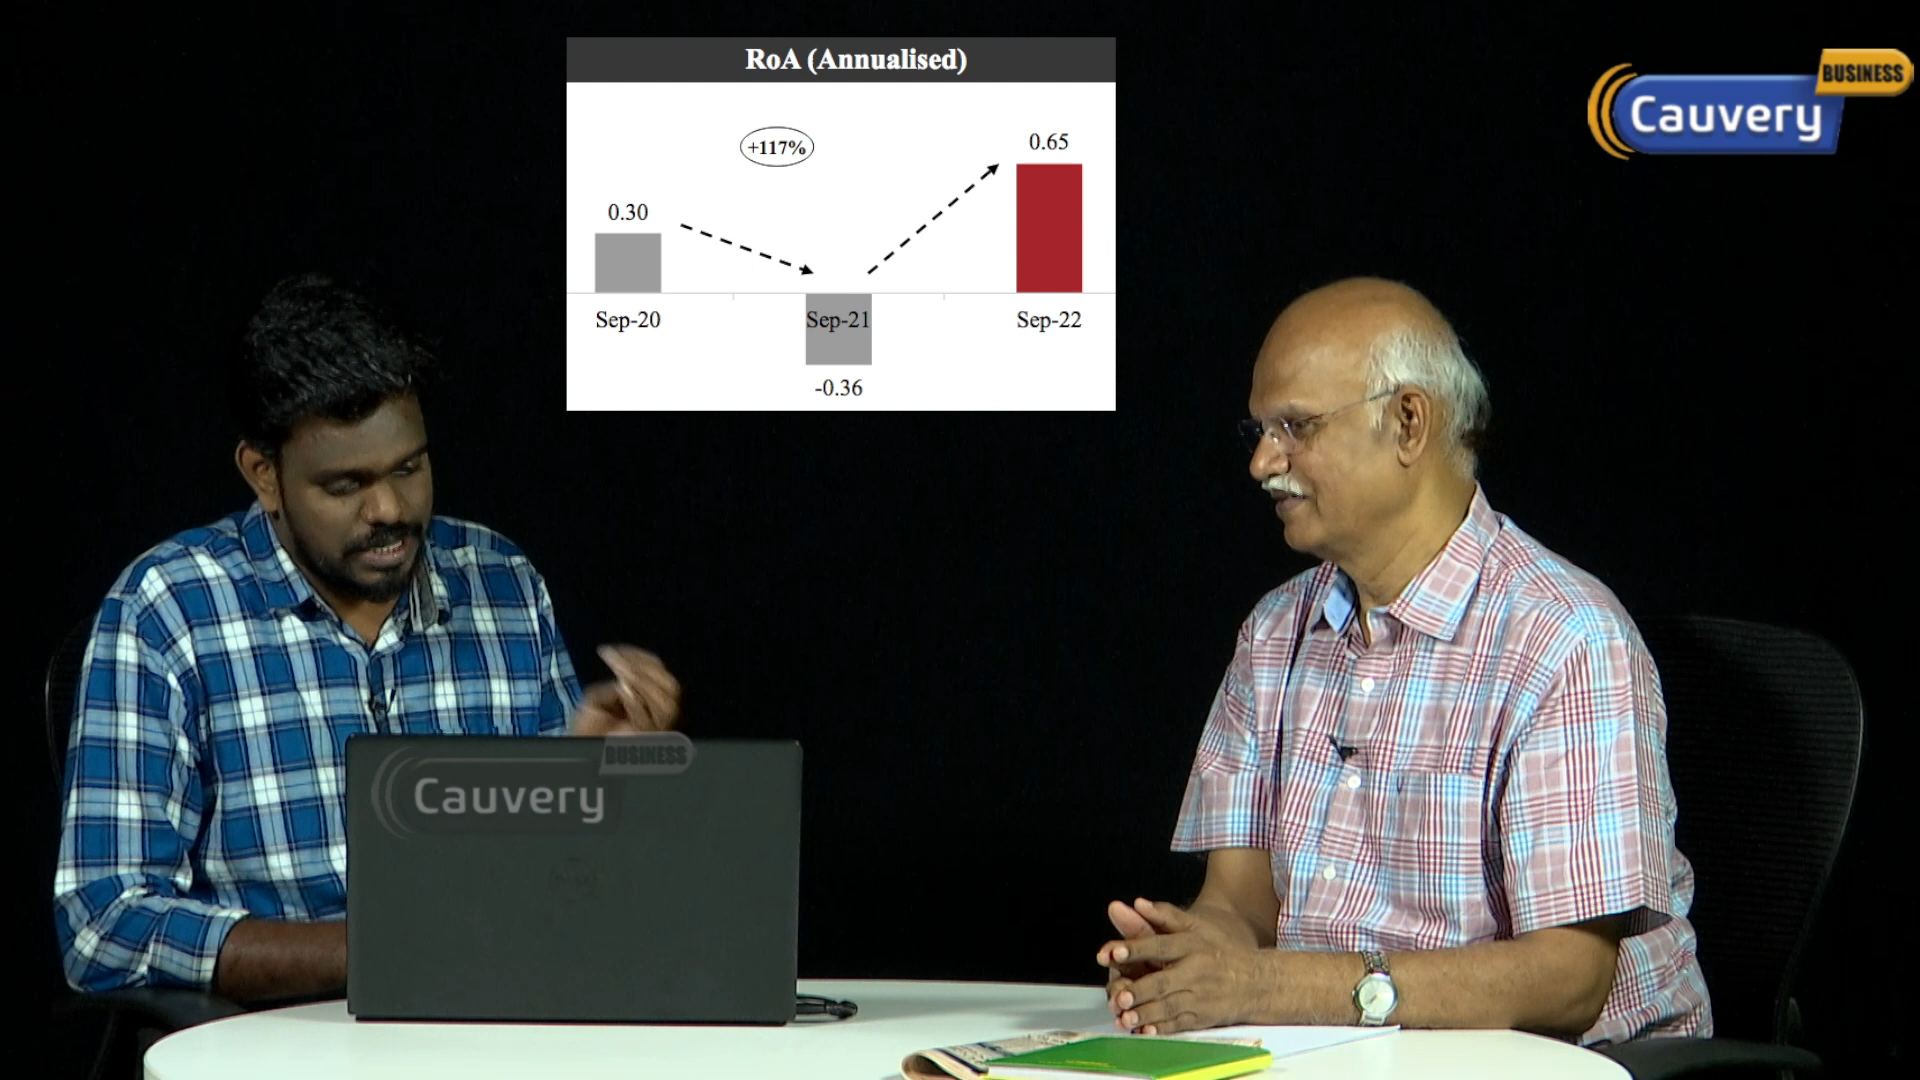 RoA (Annualised)
BUSINESS
Cauvery
+117%
0.65
0.30
Sep-20
Sep-21
Sep-22
-0.36
BUSINESS
Cauvery